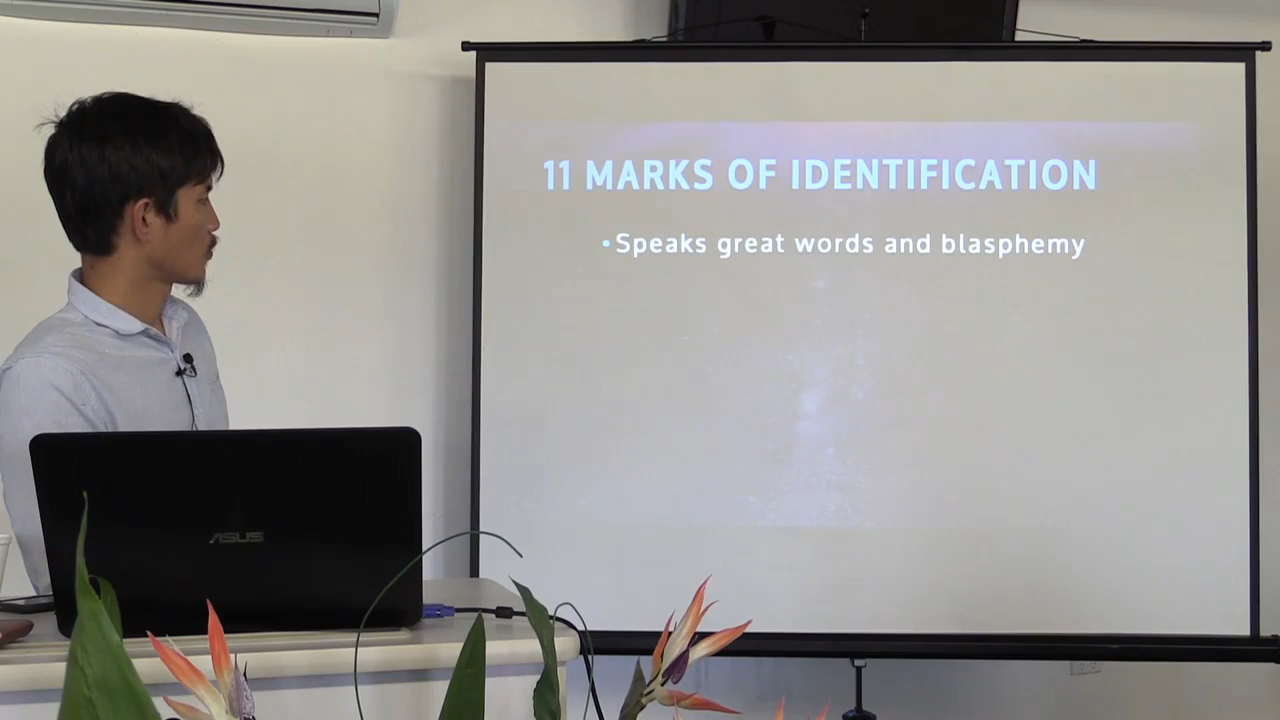 11 MARKS OF IDENTIFICATION
•Speaks great words and blasphemy
ASUS